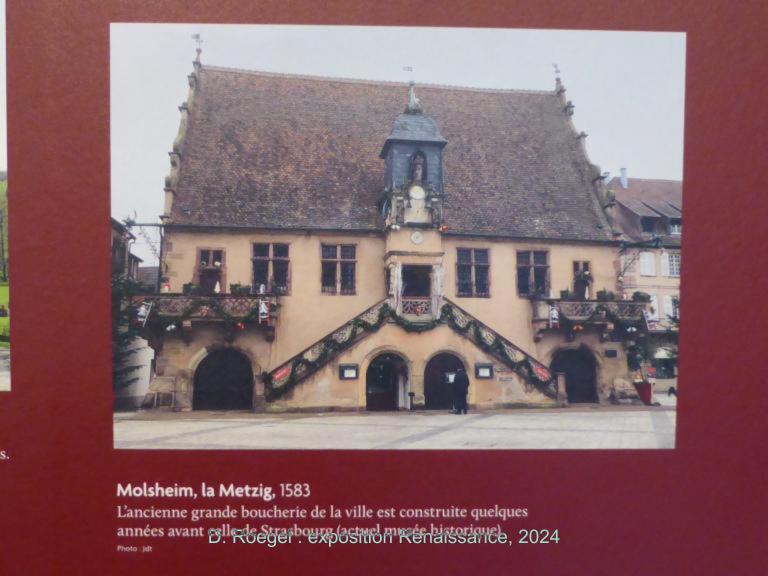 s.
Molsheim, la Metzig, 1583
L'ancienne grande boucherie de la ville est construite quelques
années avant celle de Strasbourg (actuel musée historique).
Photo : jdt
D. Roeger : exposition Renaissance, 2024